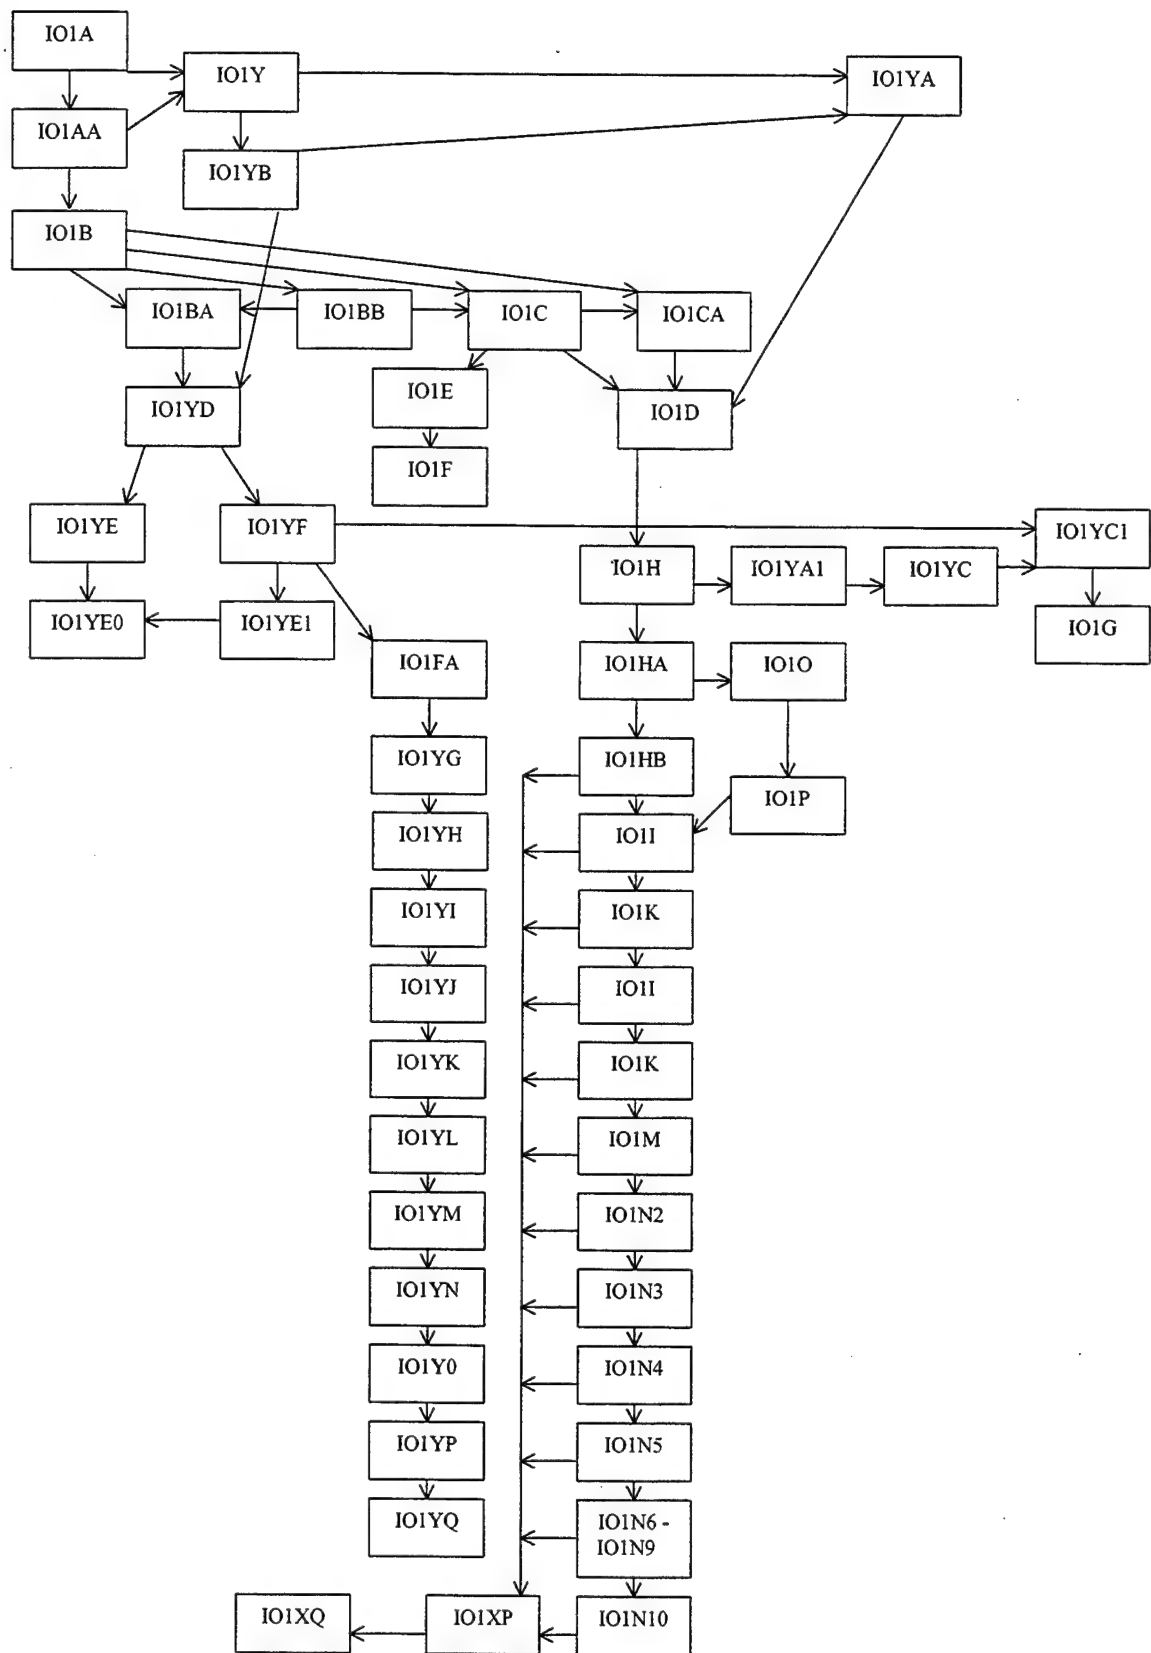 IO1A
IO1Y
IO1YA
IO1AA
IO1YB
IO1B
IO1BA
IO1BB
IO1C
IO1CA
IO1E
IO1D
IO1YD
IO1F
IO1YE
IO1YF
IO1YC1
IO1H
IO1YA1
IO1YC
IO1YE0
IO1YE1
IO1G
IO1FA
IO1HA
IO1O
IO1YG
IO1HB
IO1P
IO1YH
IO1I
IO1YI
IO1K
IO1YJ
IO1I
IO1YK
IO1K
IO1YL
IO1M
IO1YM
IO1N2
IO1YN
IO1N3
IO1Y0
IO1N4
IO1YP
IO1N5
IO1YQ
IO1N6 -
IO1N9
IO1XQ
IO1XP
IO1N10